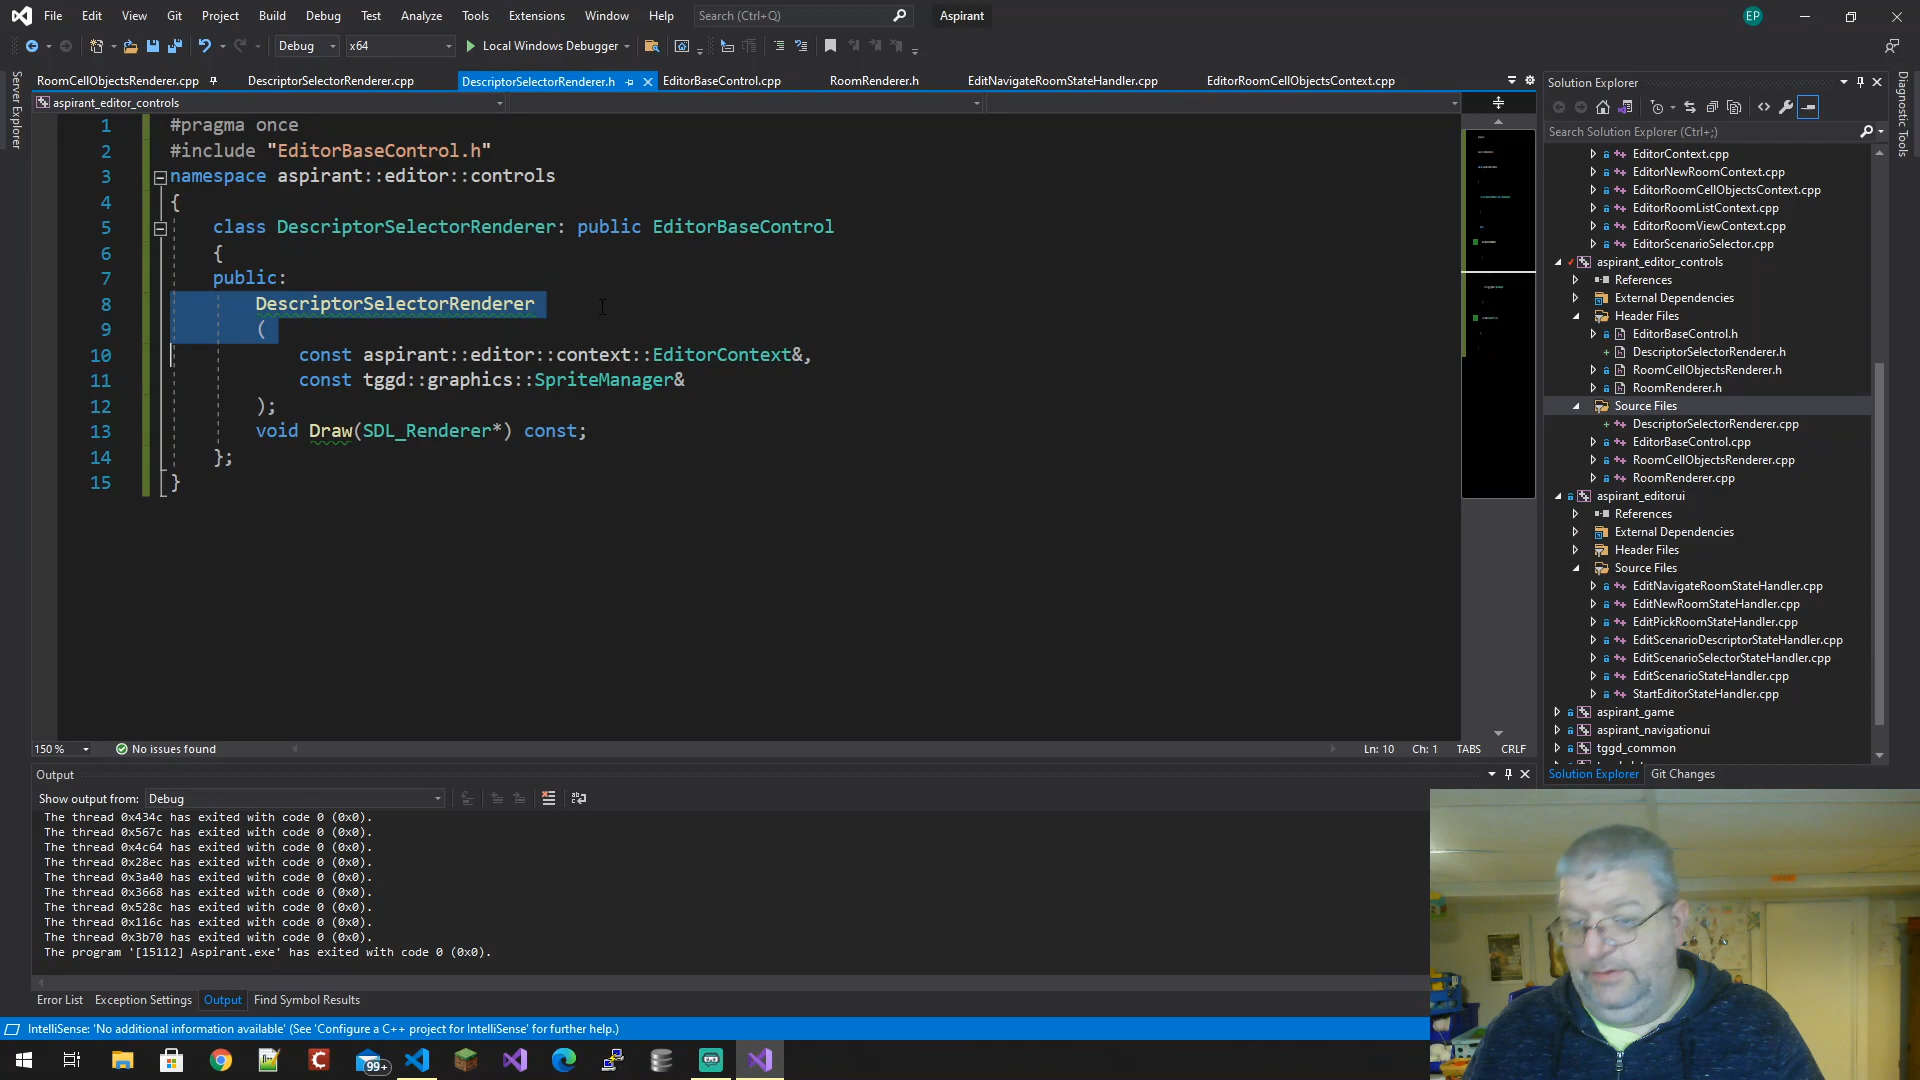 File Edit View Git Project Build Debug Test Analyze Tools Extensions Window Help Search (Ctrl+Q) Aspirant EP
Debug x64 Local Windows Debugger
RoomCellObjectsRenderer.cpp DescriptorSelectorRenderer.cpp DescriptorSelectorRenderer.h EditorBaseControl.cpp RoomRenderer.h EditNavigateRoomStateHandler.cpp EditorRoomCellObjectsContext.cpp
aspirant_editor_controls
Server Explorer
1 #pragma once
2 #include "EditorBaseControl.h"
3 namespace aspirant::editor::controls
4 {
5 class DescriptorSelectorRenderer: public EditorBaseControl
6 {
7 public:
8 DescriptorSelectorRenderer
9 (
10 const aspirant::editor::context::EditorContext&,
11 const tggd::graphics::SpriteManager&
12 );
13 void Draw(SDL_Renderer*) const;
14 };
15 }
150 % No issues found Ln: 10 Ch: 1 TABS CRLF
Solution Explorer
Search Solution Explorer (Ctrl+;)
EditorContext.cpp
EditorNewRoomContext.cpp
EditorRoomCellObjectsContext.cpp
EditorRoomListContext.cpp
EditorRoomViewContext.cpp
EditorScenarioSelector.cpp
aspirant_editor_controls
References
External Dependencies
Header Files
EditorBaseControl.h
DescriptorSelectorRenderer.h
RoomCellObjectsRenderer.h
RoomRenderer.h
Source Files
DescriptorSelectorRenderer.cpp
EditorBaseControl.cpp
RoomCellObjectsRenderer.cpp
RoomRenderer.cpp
aspirant_editorui
References
External Dependencies
Header Files
Source Files
EditNavigateRoomStateHandler.cpp
EditNewRoomStateHandler.cpp
EditPickRoomStateHandler.cpp
EditScenarioDescriptorStateHandler.cpp
EditScenarioSelectorStateHandler.cpp
EditScenarioStateHandler.cpp
StartEditorStateHandler.cpp
aspirant_game
aspirant_navigationui
tggd_common
Solution Explorer Git Changes
Diagnostic Tools
Output
Show output from: Debug
The thread 0x434c has exited with code 0 (0x0).
The thread 0x567c has exited with code 0 (0x0).
The thread 0x4c64 has exited with code 0 (0x0).
The thread 0x28ec has exited with code 0 (0x0).
The thread 0x3a40 has exited with code 0 (0x0).
The thread 0x3668 has exited with code 0 (0x0).
The thread 0x528c has exited with code 0 (0x0).
The thread 0x116c has exited with code 0 (0x0).
The thread 0x3b70 has exited with code 0 (0x0).
The program '[15112] Aspirant.exe' has exited with code 0 (0x0).
Error List Exception Settings Output Find Symbol Results
IntelliSense: 'No additional information available' (See 'Configure a C++ project for IntelliSense' for further help.)
99+